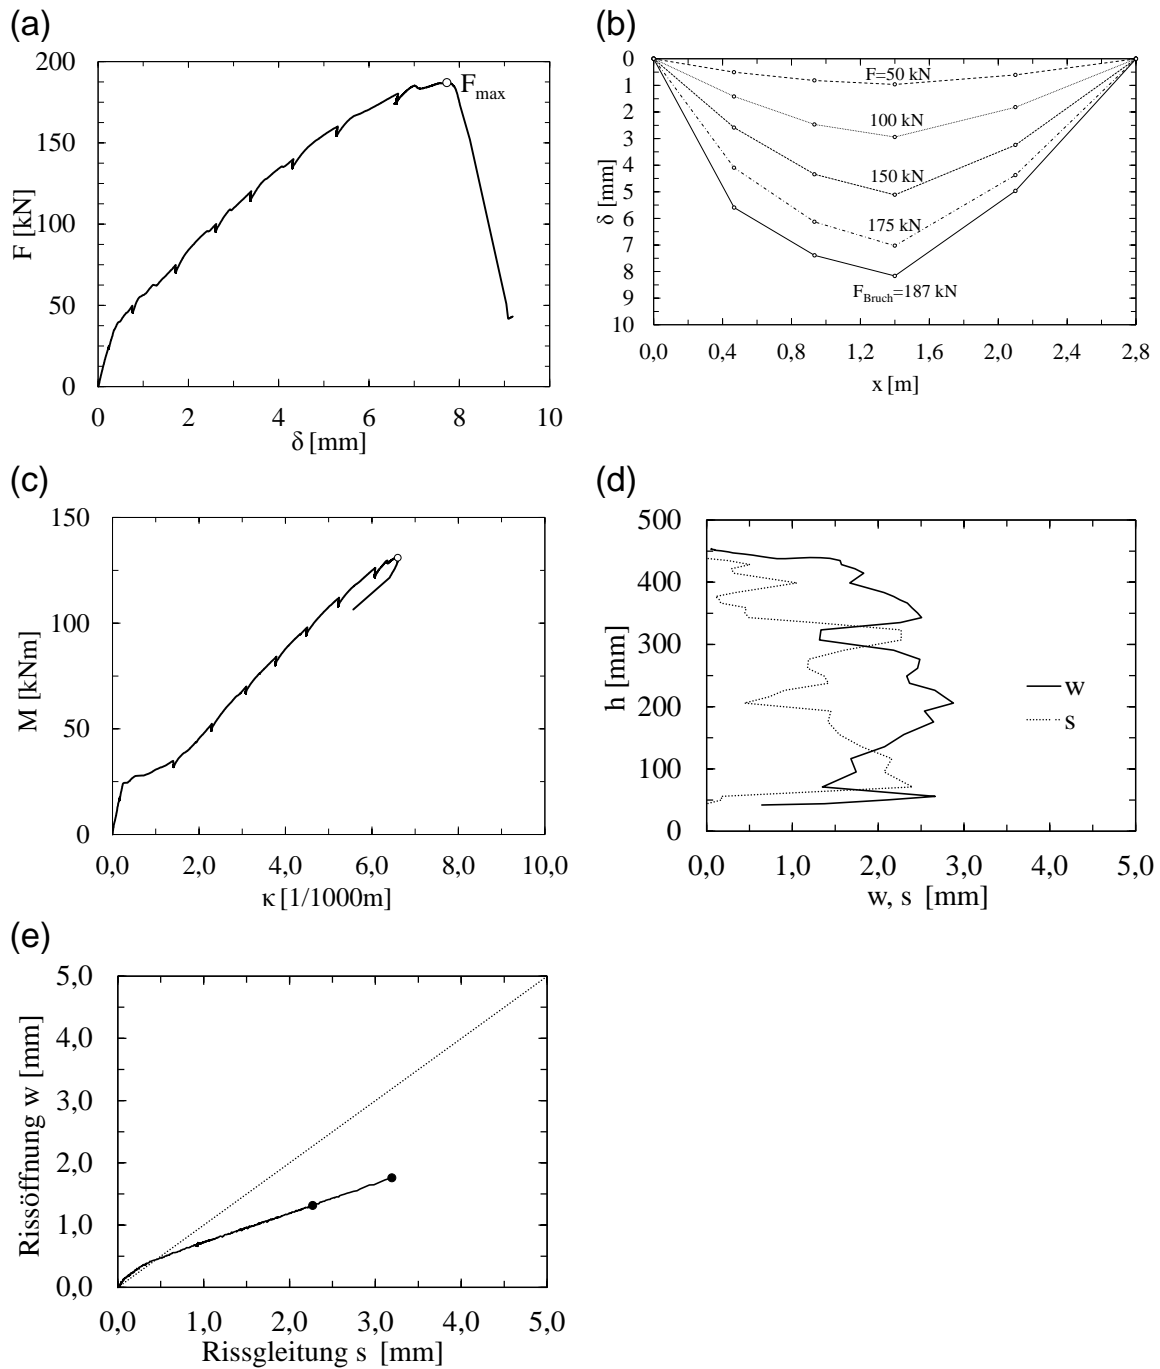 (a)
200
150
100
50
0
F [kN]
F max
0 2 4 6 8 10
δ [mm]
(b)
0
1
2
3
4
5
6
7
8
9
10
δ [mm]
F=50 kN
100 kN
150 kN
175 kN
F Bruch=187 kN
0,0 0,4 0,8 1,2 1,6 2,0 2,4 2,8
x [m]
(c)
150
100
50
0
M [kNm]
0,0 2,0 4,0 6,0 8,0 10,0
κ [1/1000m]
(d)
500
400
300
200
100
0
h [mm]
w
s
0,0 1,0 2,0 3,0 4,0 5,0
w, s [mm]
(e)
5,0
4,0
3,0
2,0
1,0
0,0
Rissöffnung w [mm]
0,0 1,0 2,0 3,0 4,0 5,0
Rissgleitung s [mm]